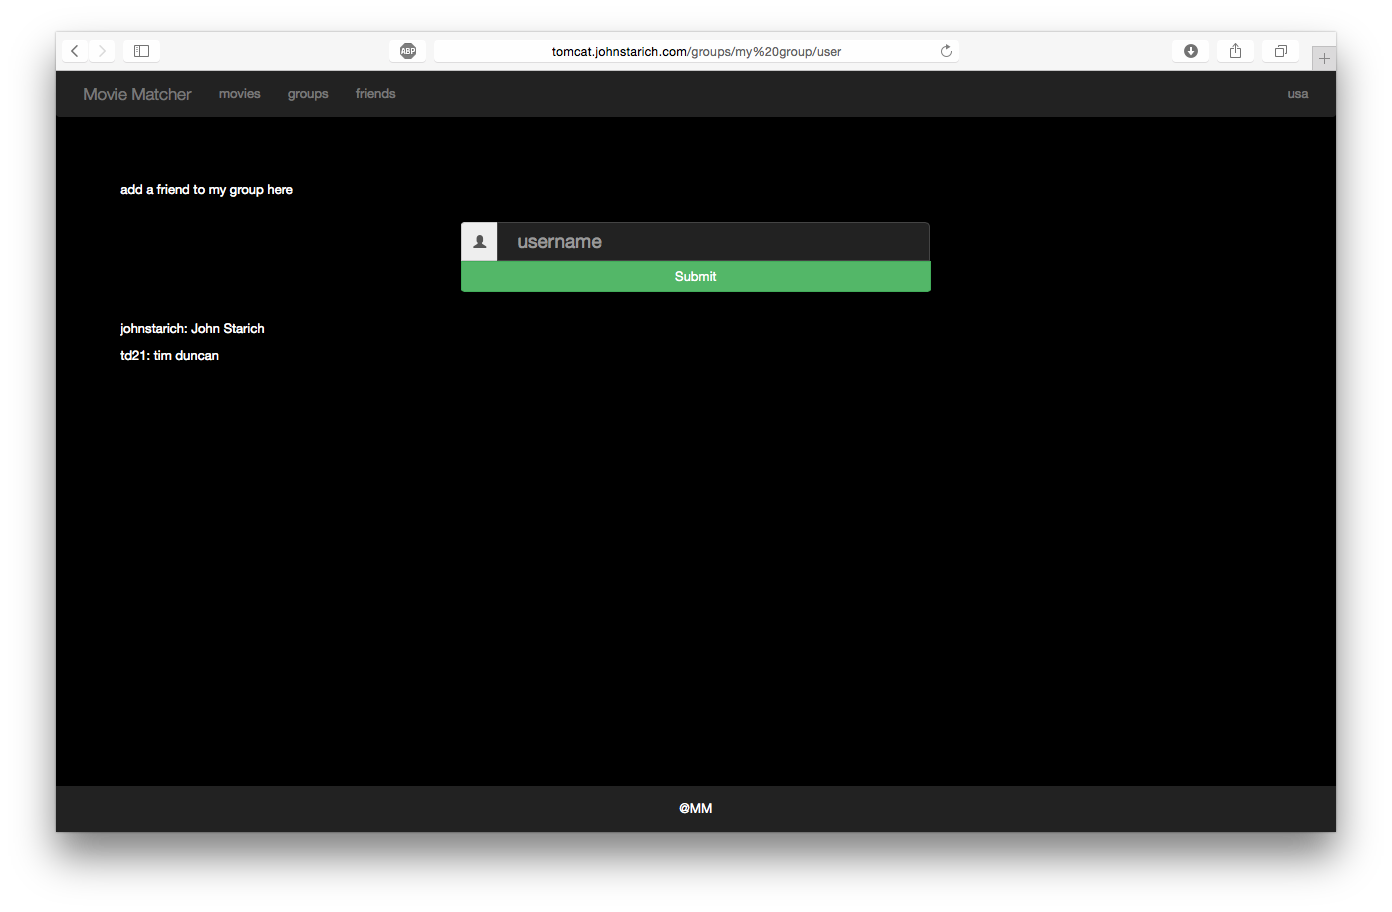 ABP
tomcat.johnstarich.com/groups/my%20group/user
Movie Matcher movies groups friends usa
add a friend to my group here
username
Submit
johnstarich: John Starich
td21: tim duncan
@MM